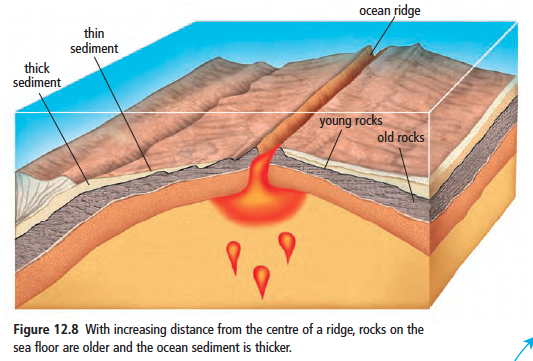 ocean ridge
thin
sediment
thick
sediment
young rocks
old rocks
Figure 12.8 With increasing distance from the centre of a ridge, rocks on the
sea floor are older and the ocean sediment is thicker.